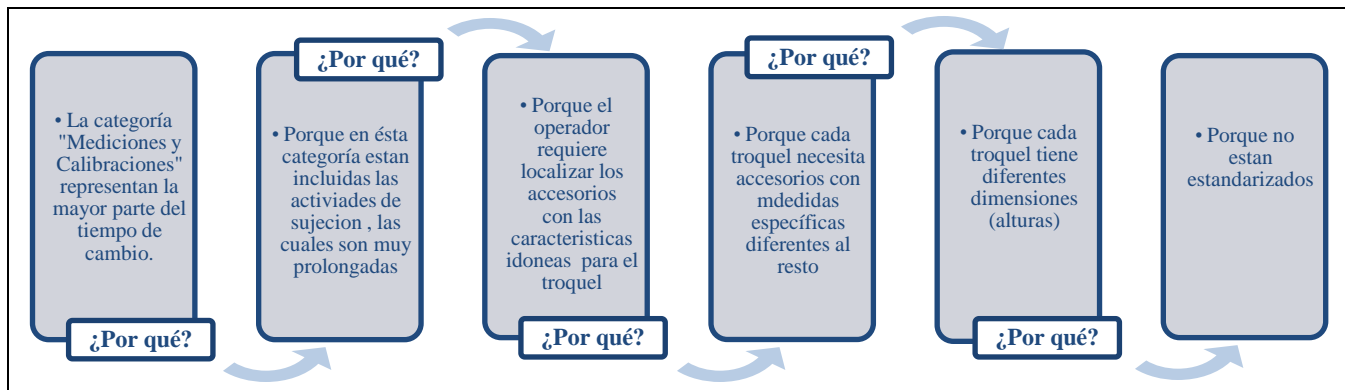 • La categoría
"Mediciones y
Calibraciones"
representan la
mayor parte del
tiempo de
cambio.
¿Por qué?
• Porque en ésta
categoría estan
incluidas las
activiades de
sujecion , las
cuales son muy
prolongadas
¿Por qué?
• Porque el
operador
requiere
localizar los
accesorios
con las
caracteristicas
idoneas para el
troquel
¿Por qué?
• Porque cada
troquel necesita
accesorios con
mdedidas
específicas
diferentes al
resto
¿Por qué?
• Porque cada
troquel tiene
diferentes
dimensiones
(alturas)
¿Por qué?
• Porque no
estan
estandarizados